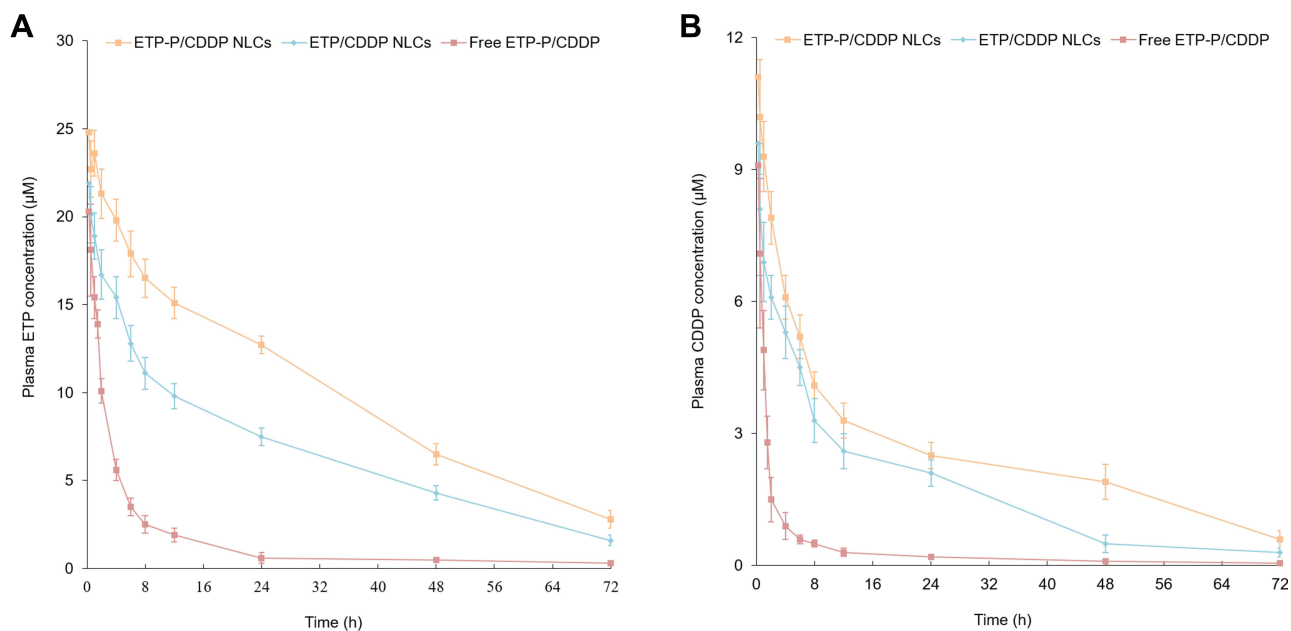 A
ETP-P/CDDP NLCs ETP/CDDP NLCs Free ETP-P/CDDP
30
25
20
15
10
5
0
Plasma ETP concentration (μM)
0 8 16 24 32 40 48 56 64 72
Time (h)
B
ETP-P/CDDP NLCs ETP/CDDP NLCs Free ETP-P/CDDP
12
9
6
3
0
Plasma CDDP concentration (μM)
0 8 16 24 32 40 48 56 64 72
Time (h)